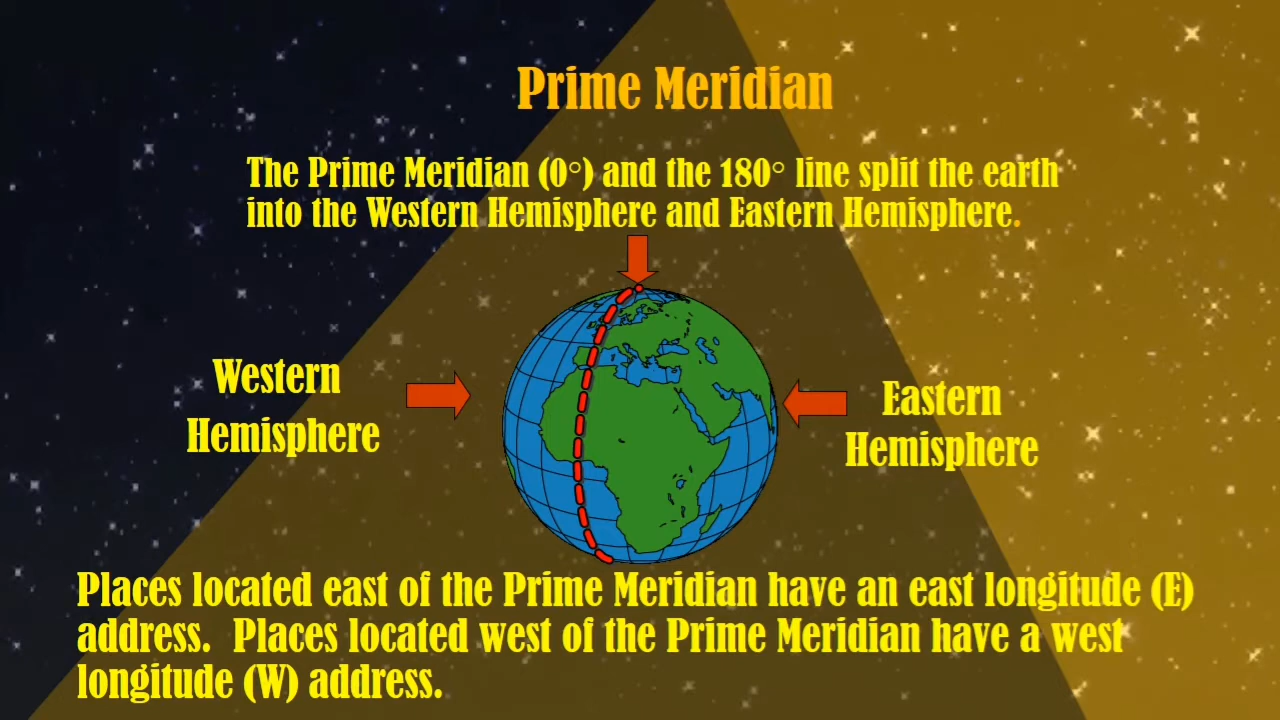 Prime Meridian
The Prime Meridian (0°) and the 180° line split the earth
into the Western Hemisphere and Eastern Hemisphere.
Western
Hemisphere
Eastern
Hemisphere
Places located east of the Prime Meridian have an east longitude (E)
address.  Places located west of the Prime Meridian have a west
longitude (W) address.